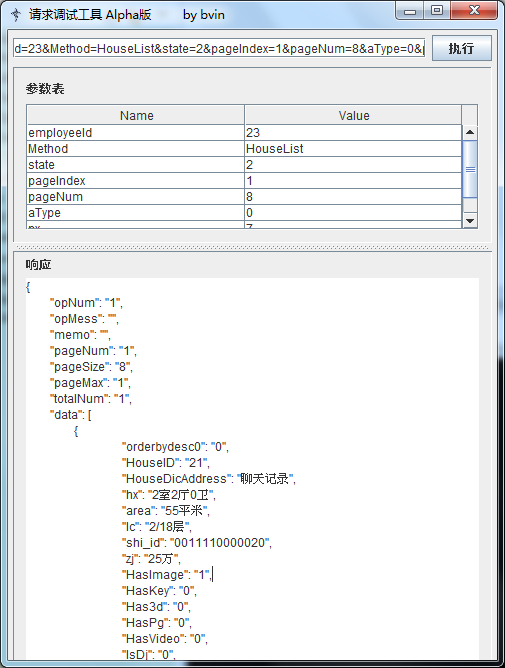 请求调试工具 Alpha版 by bvin
d=23&Method=HouseList&state=2&pageIndex=1&pageNum=8&aType=0&
执行
参数表
Name Value
employeeId 23
Method HouseList
state 2
pageIndex 1
pageNum 8
aType 0
响应
{
"opNum": "1",
"opMess": "",
"memo": "",
"pageNum": "1",
"pageSize": "8",
"pageMax": "1",
"totalNum": "1",
"data": [
{
"orderbydesc0": "0",
"HouseID": "21",
"HouseDicAddress": "聊天记录",
"hx": "2室2厅0卫",
"area": "55平米",
"lc": "2/18层",
"shi_id": "0011110000020",
"zj": "25万",
"HasImage": "1",
"HasKey": "0",
"Has3d": "0",
"HasPg": "0",
"HasVideo": "0",
"IsDj": "0",